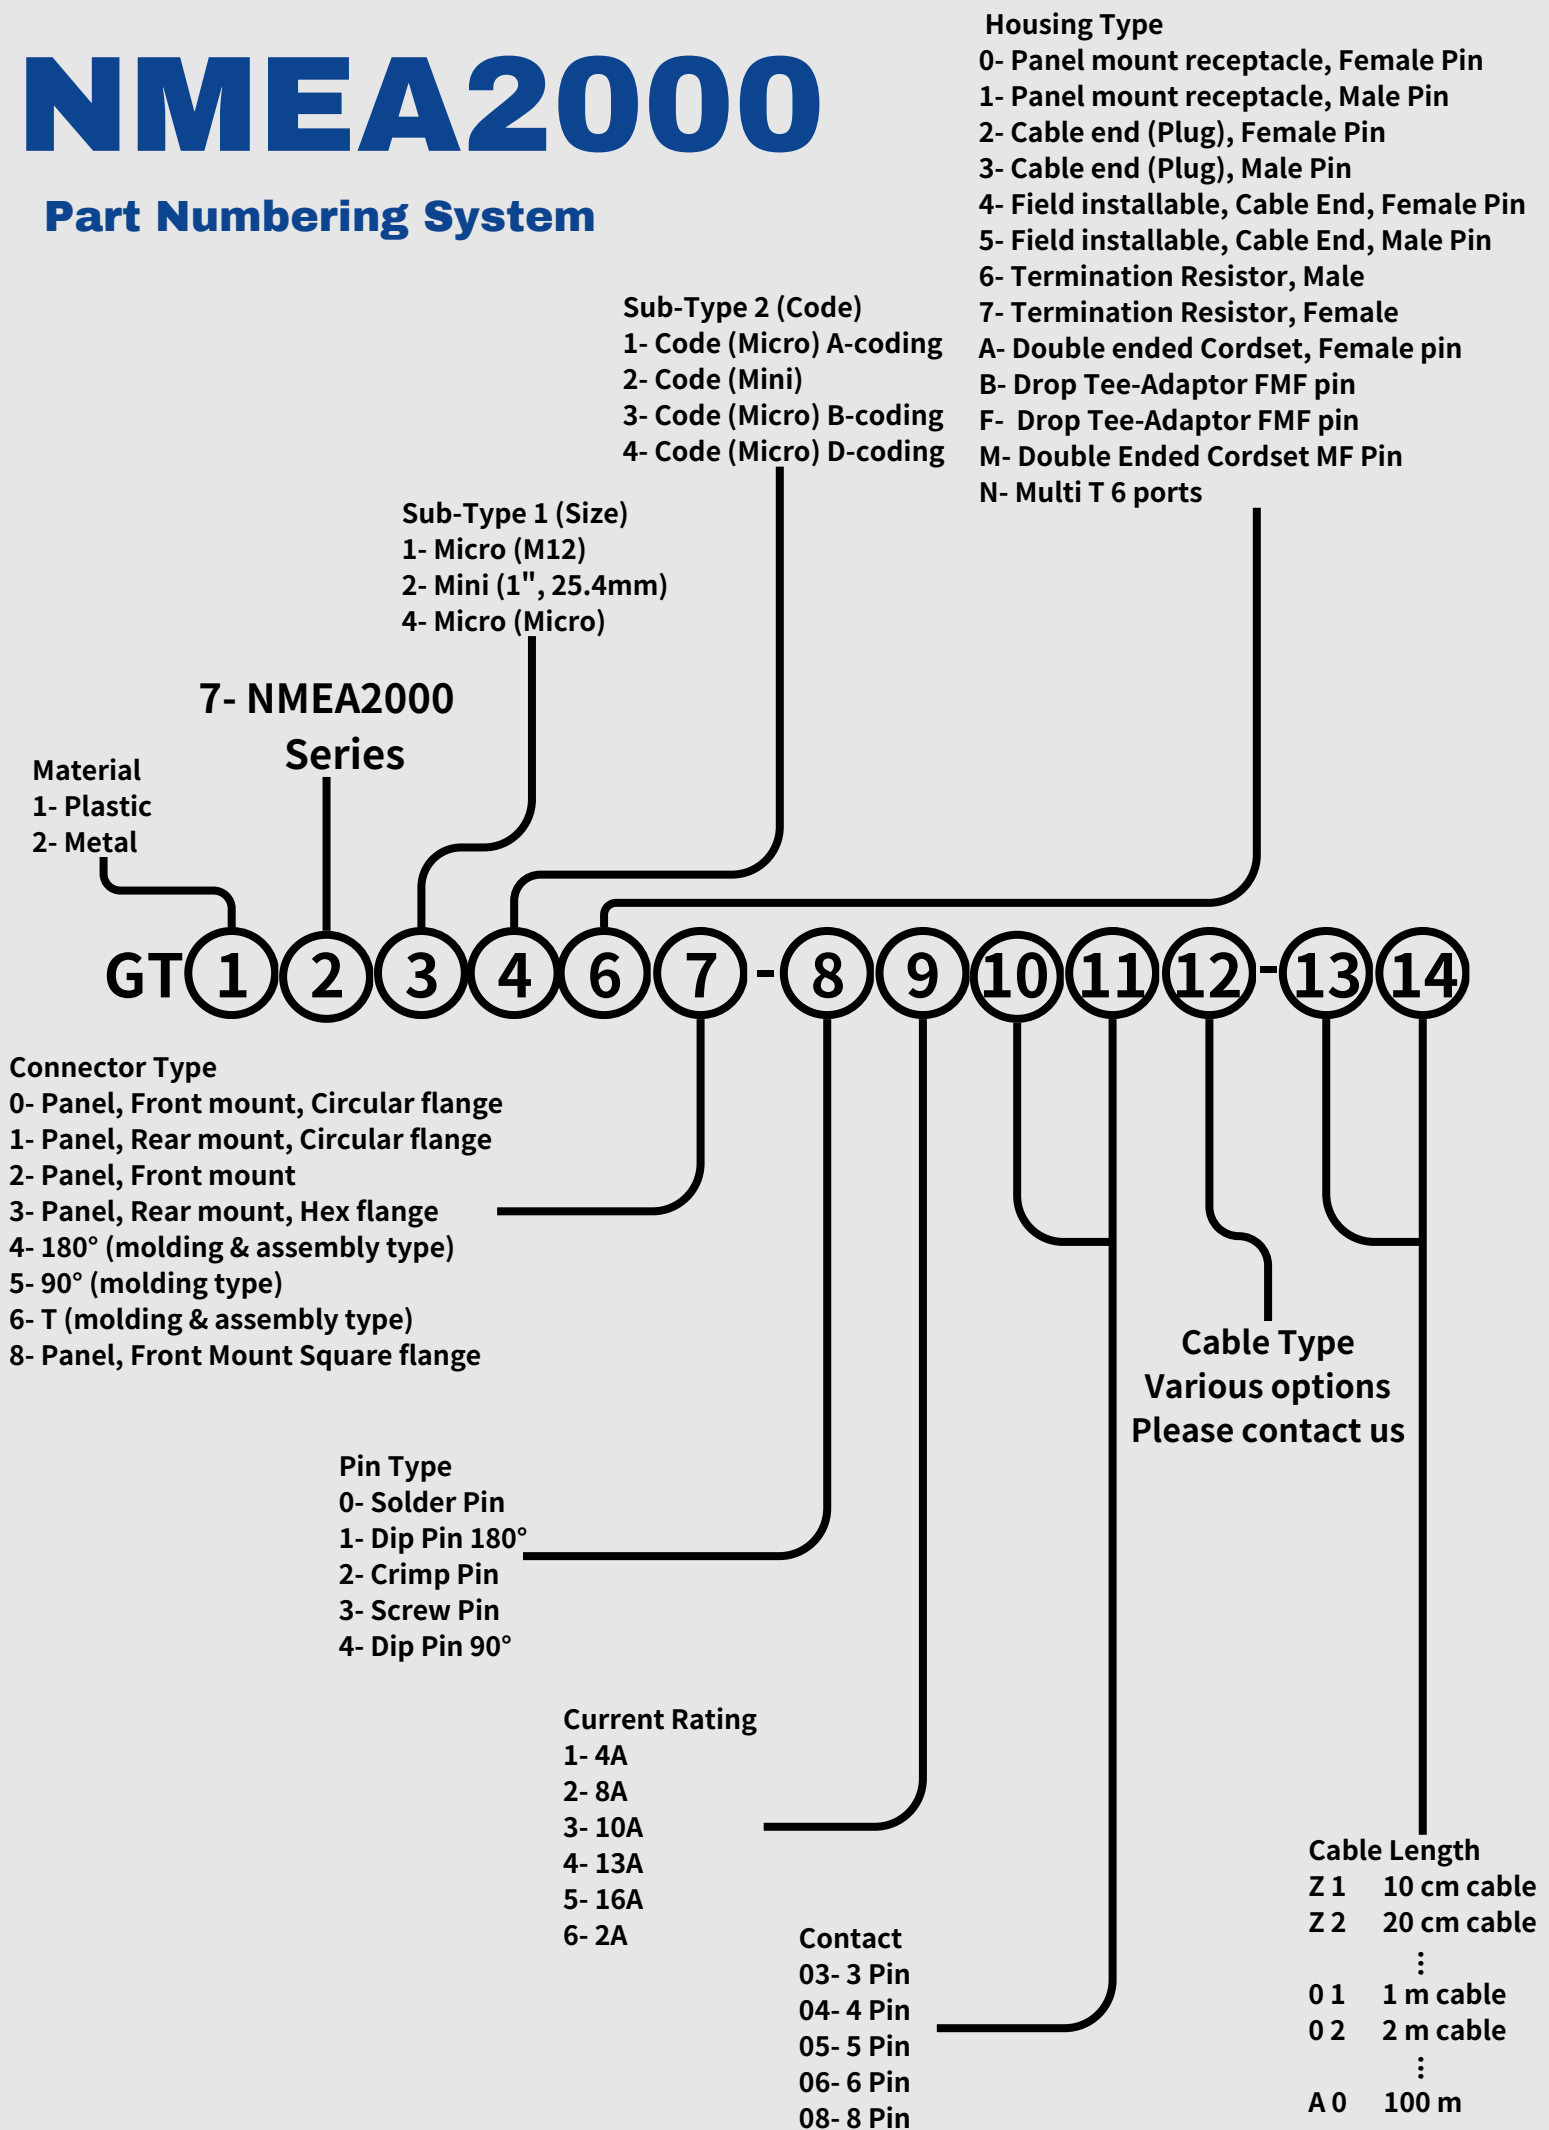 NMEA2000
Part Numbering System
Housing Type
0- Panel mount receptacle, Female Pin
1- Panel mount receptacle, Male Pin
2- Cable end (Plug), Female Pin
3- Cable end (Plug), Male Pin
4- Field installable, Cable End, Female Pin
5- Field installable, Cable End, Male Pin
6- Termination Resistor, Male
7- Termination Resistor, Female
A- Double ended Cordset, Female pin
B- Drop Tee-Adaptor FMF pin
F- Drop Tee-Adaptor FMF pin
M- Double Ended Cordset MF Pin
N- Multi T 6 ports
Sub-Type 2 (Code)
1- Code (Micro) A-coding
2- Code (Mini)
3- Code (Micro) B-coding
4- Code (Micro) D-coding
Sub-Type 1 (Size)
1- Micro (M12)
2- Mini (1", 25.4mm)
4- Micro (Micro)
7- NMEA2000
Series
Material
1- Plastic
2- Metal
GT 1 2 3 4 6 7 - 8 9 10 11 12 - 13 14
Connector Type
0- Panel, Front mount, Circular flange
1- Panel, Rear mount, Circular flange
2- Panel, Front mount
3- Panel, Rear mount, Hex flange
4- 180° (molding & assembly type)
5- 90° (molding type)
6- T (molding & assembly type)
8- Panel, Front Mount Square flange
Cable Type
Various options
Please contact us
Pin Type
0- Solder Pin
1- Dip Pin 180°
2- Crimp Pin
3- Screw Pin
4- Dip Pin 90°
Current Rating
1- 4A
2- 8A
3- 10A
4- 13A
5- 16A
6- 2A
Contact
03- 3 Pin
04- 4 Pin
05- 5 Pin
06- 6 Pin
08- 8 Pin
Cable Length
Z 1 10 cm cable
Z 2 20 cm cable
⋮
0 1 1 m cable
0 2 2 m cable
⋮
A 0 100 m